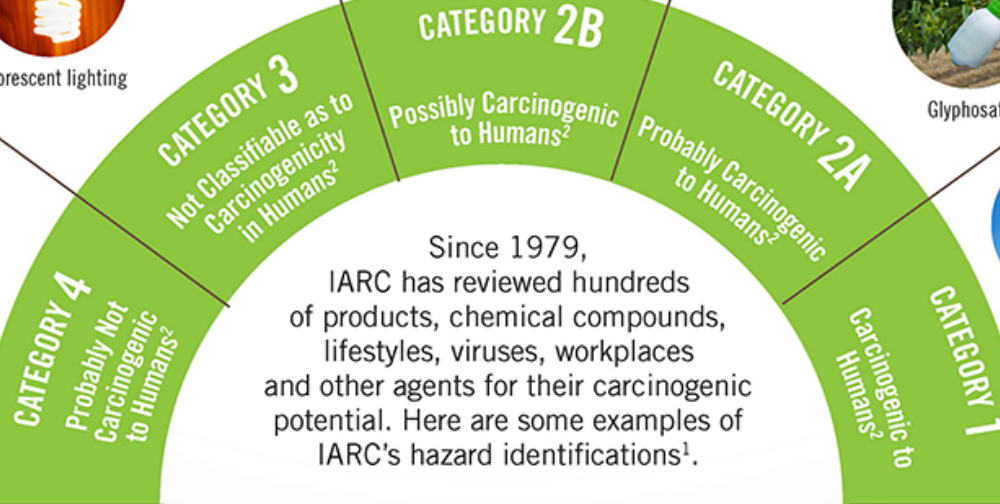 orescent lighting
CATEGORY 4
Probably Not
Carcinogenic
to Humans²
CATEGORY 3
Not Classifiable as to
Carcinogenicity
in Humans²
CATEGORY 2B
Possibly Carcinogenic
to Humans²
CATEGORY 2A
Probably Carcinogenic
to Humans²
Glyphosa
CATEGORY 1
Carcinogenic to
Humans²
Since 1979,
IARC has reviewed hundreds
of products, chemical compounds,
lifestyles, viruses, workplaces
and other agents for their carcinogenic
potential. Here are some examples of
IARC’s hazard identifications¹.